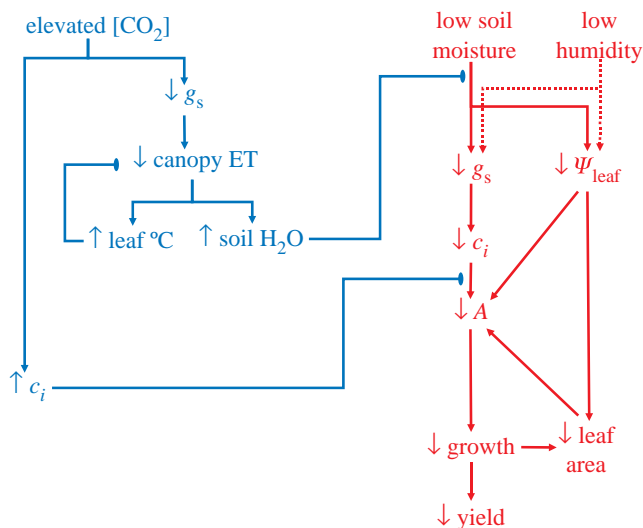 elevated [CO₂]
↓ gₛ
↓ canopy ET
↑ leaf ºC
↑ soil H₂O
↑ cᵢ
low soil
moisture
low
humidity
↓ gₛ
↓ Ψleaf
↓ cᵢ
↓ A
↓ growth
↓ leaf
area
↓ yield